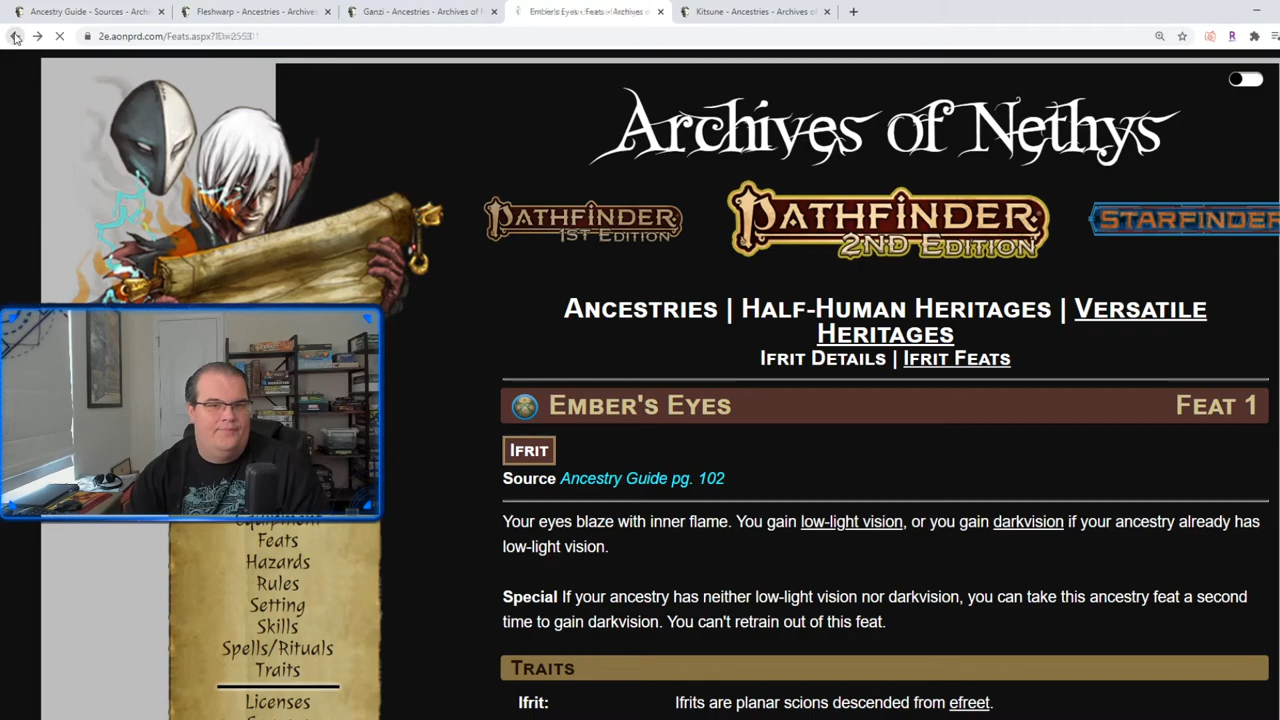 Ancestry Guide - Sources - Archi
Fleshwarp - Ancestries - Archives
Ganzi - Ancestries - Archives of N
Ember's Eyes - Feats - Archives of
Kitsune - Ancestries - Archives of
2e.aonprd.com/Feats.aspx?ID=2553
Archives of Nethys
PATHFINDER
1ST EDITION
PATHFINDER
2ND EDITION
STARFINDER
ANCESTRIES | HALF-HUMAN HERITAGES | VERSATILE
HERITAGES
IFRIT DETAILS | IFRIT FEATS
EMBER'S EYES FEAT 1
IFRIT
Source Ancestry Guide pg. 102
Your eyes blaze with inner flame. You gain low-light vision, or you gain darkvision if your ancestry already has
low-light vision.
Special If your ancestry has neither low-light vision nor darkvision, you can take this ancestry feat a second
time to gain darkvision. You can't retrain out of this feat.
TRAITS
Ifrit: Ifrits are planar scions descended from efreet.
Equipment
Feats
Hazards
Rules
Setting
Skills
Spells/Rituals
Traits
Licenses